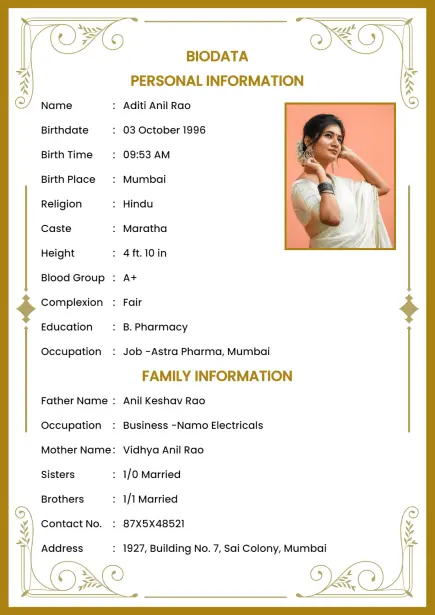 BIODATA
PERSONAL INFORMATION
Name : Aditi Anil Rao
Birthdate : 03 October 1996
Birth Time : 09:53 AM
Birth Place : Mumbai
Religion : Hindu
Caste : Maratha
Height : 4 ft. 10 in
Blood Group : A+
Complexion : Fair
Education : B. Pharmacy
Occupation : Job -Astra Pharma, Mumbai
FAMILY INFORMATION
Father Name : Anil Keshav Rao
Occupation : Business -Namo Electricals
Mother Name : Vidhya Anil Rao
Sisters : 1/0 Married
Brothers : 1/1 Married
Contact No. : 87X5X48521
Address : 1927, Building No. 7, Sai Colony, Mumbai